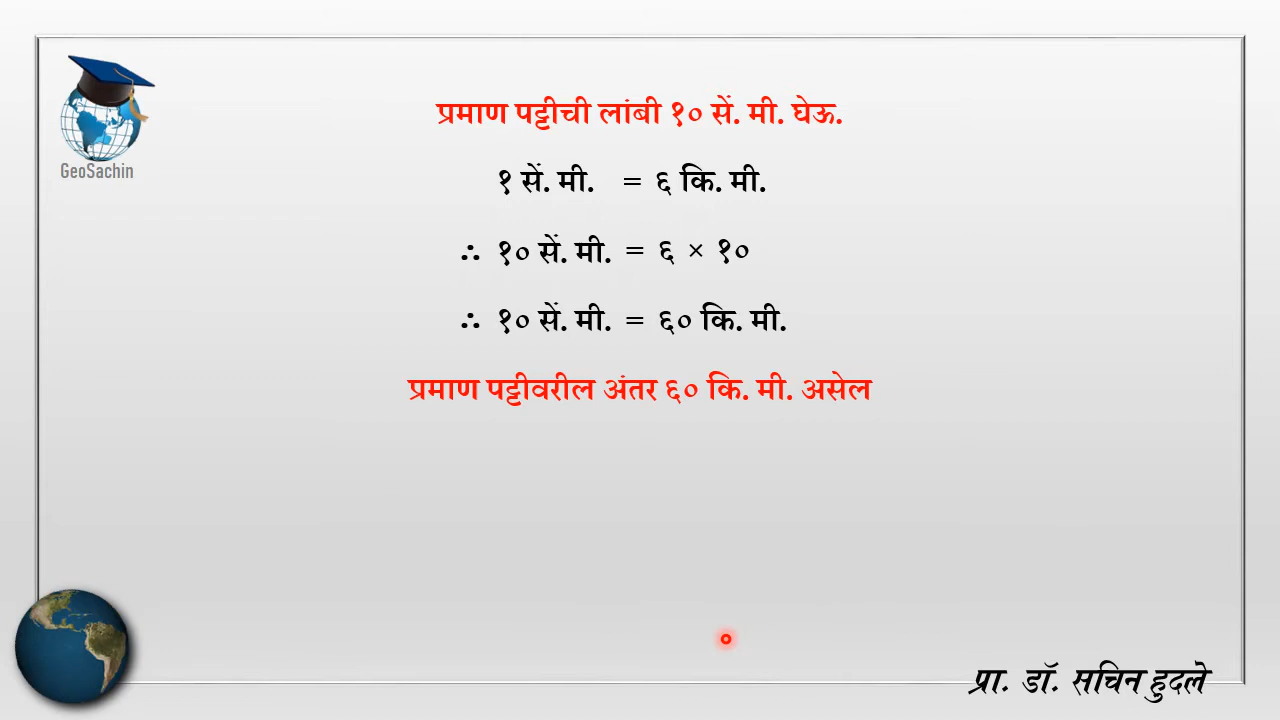 प्रमाण पट्टीची लांबी १० सें. मी. घेऊ.
GeoSachin
१ सें. मी. = ६ कि. मी.
∴ १० सें. मी. = ६ × १०
∴ १० सें. मी. = ६० कि. मी.
प्रमाण पट्टीवरील अंतर ६० कि. मी. असेल
प्रा. डॉ. सचिन हुदले